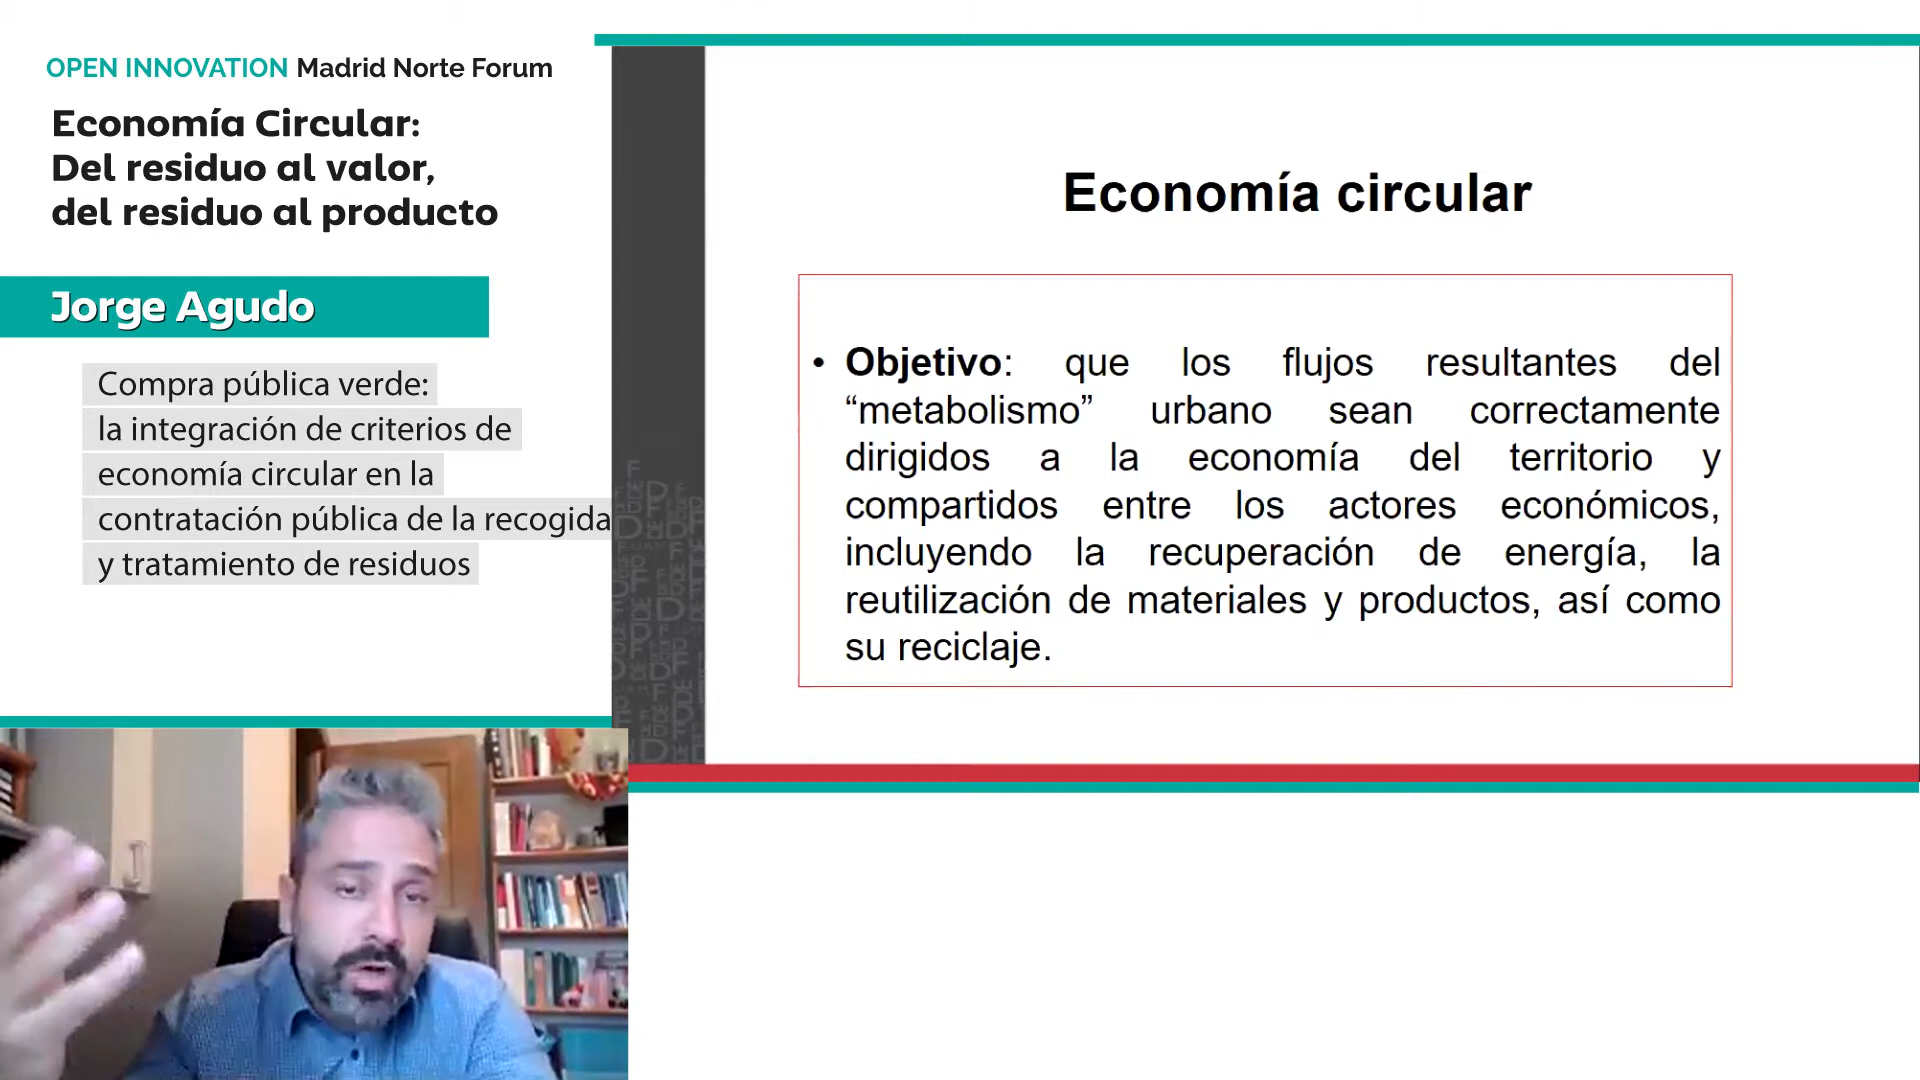 OPEN INNOVATION Madrid Norte Forum
Economía Circular:
Del residuo al valor,
del residuo al producto
Jorge Agudo
Compra pública verde:
la integración de criterios de
economía circular en la
contratación pública de la recogida
y tratamiento de residuos
Economía circular
• Objetivo: que los flujos resultantes del
“metabolismo” urbano sean correctamente
dirigidos a la economía del territorio y
compartidos entre los actores económicos,
incluyendo la recuperación de energía, la
reutilización de materiales y productos, así como
su reciclaje.